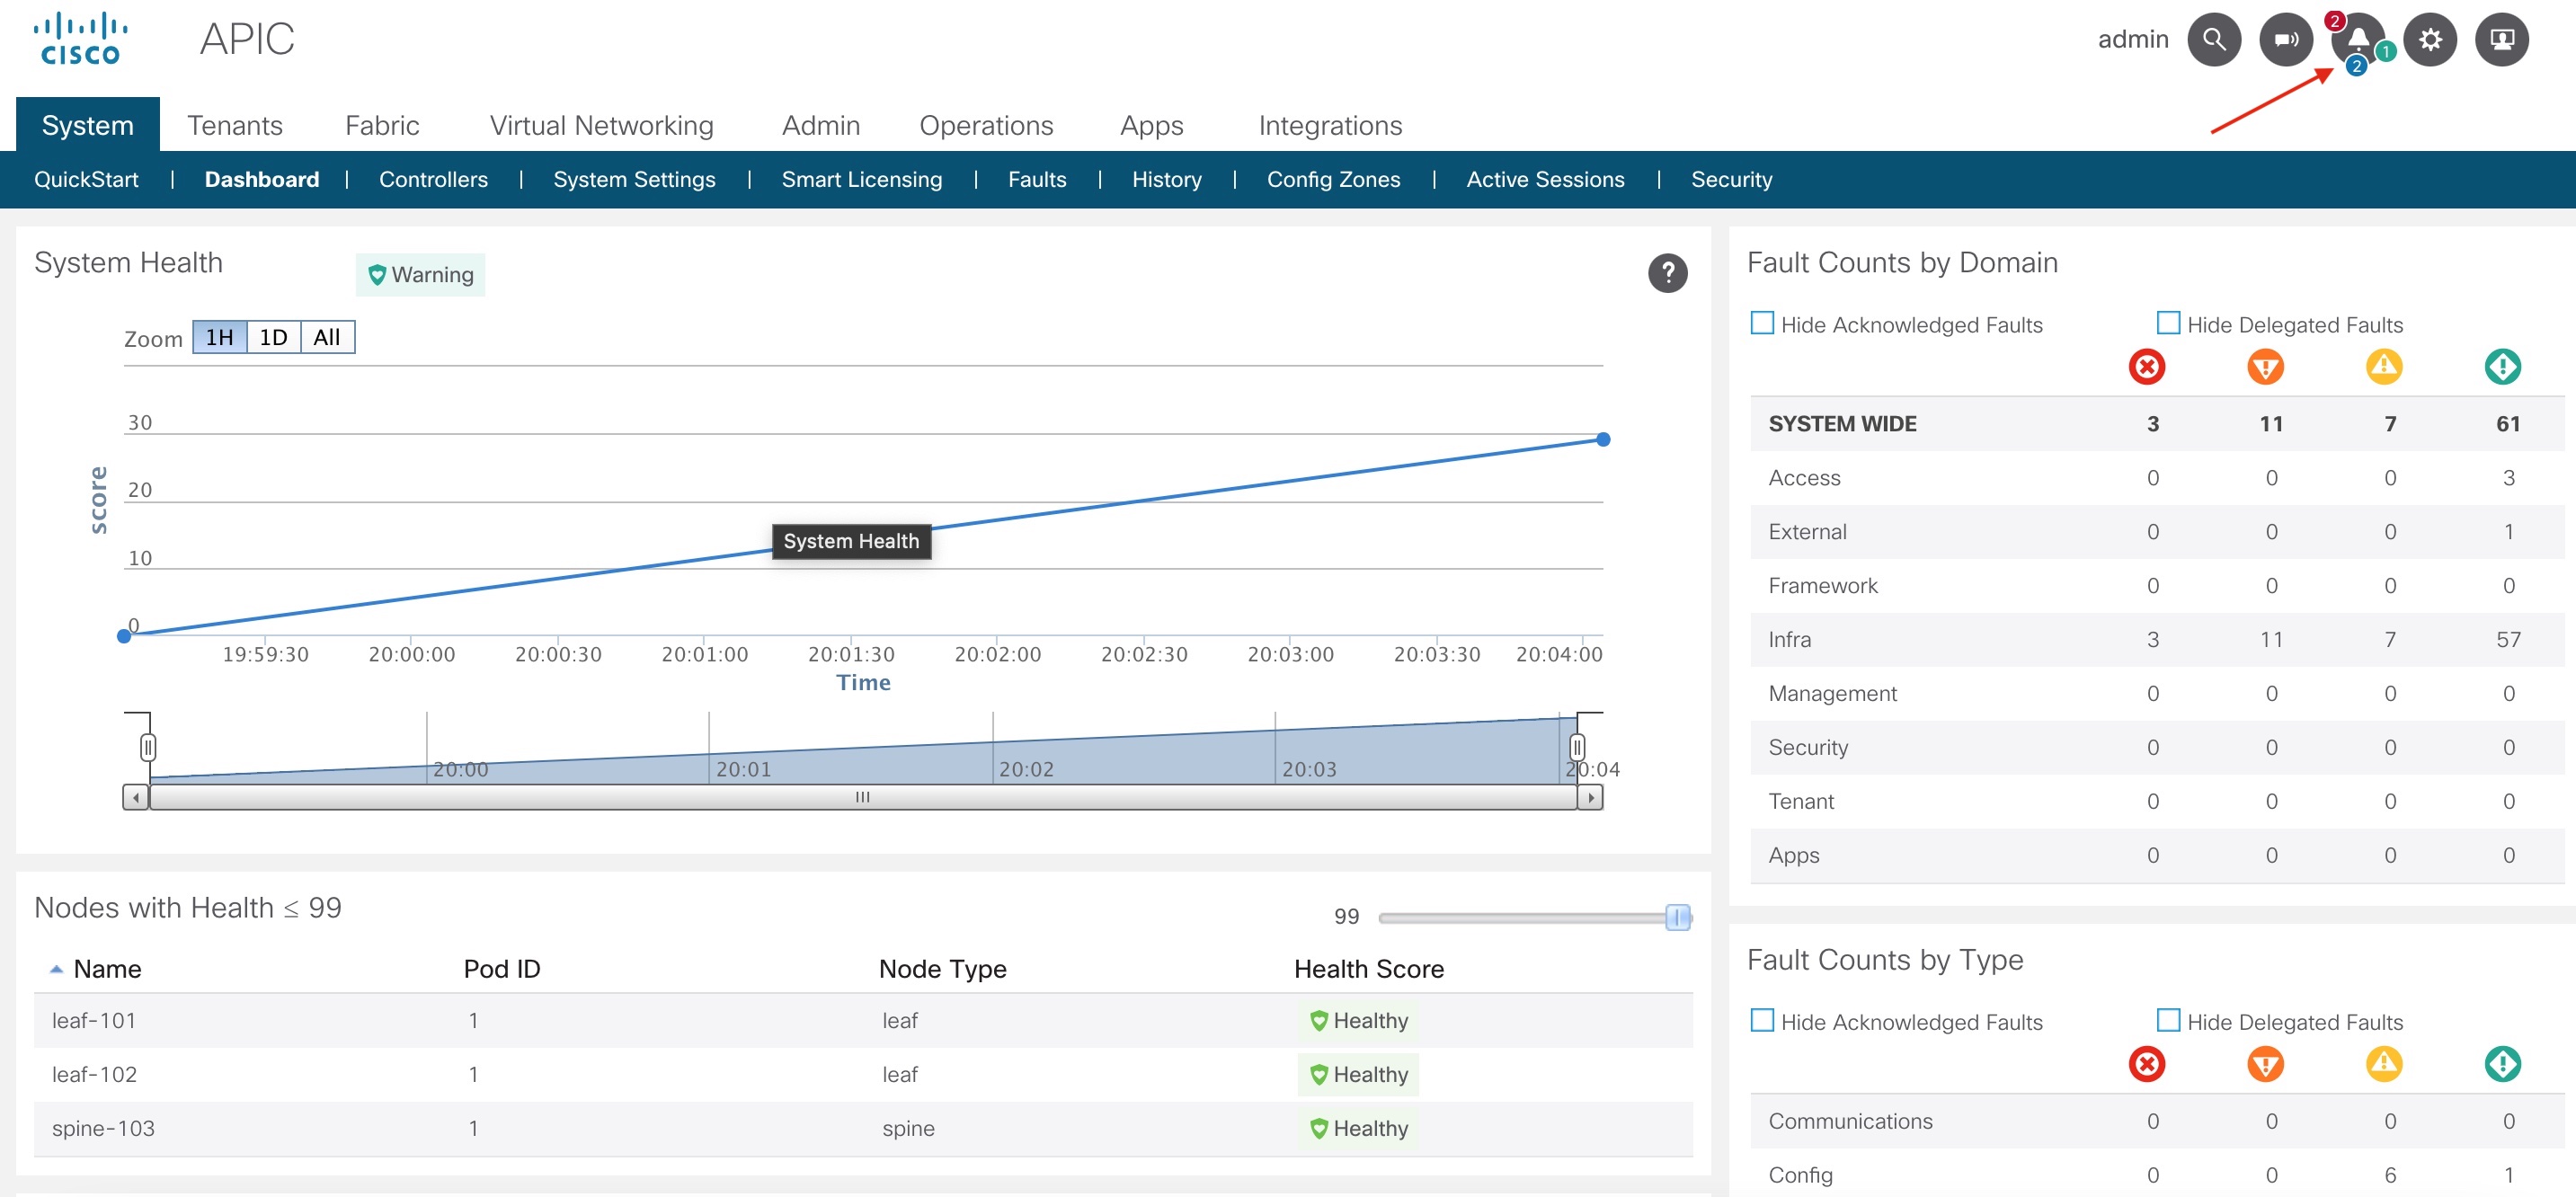 CISCO
APIC
admin
2
1
2
System Tenants Fabric Virtual Networking Admin Operations Apps Integrations
QuickStart | Dashboard | Controllers | System Settings | Smart Licensing | Faults | History | Config Zones | Active Sessions | Security
System Health
Warning
?
Zoom 1H 1D All
30
20
10
0
score
System Health
19:59:30 20:00:00 20:00:30 20:01:00 20:01:30 20:02:00 20:02:30 20:03:00 20:03:30 20:04:00
Time
20:00 20:01 20:02 20:03 20:04
Nodes with Health ≤ 99
99
Name Pod ID Node Type Health Score
leaf-101 1 leaf Healthy
leaf-102 1 leaf Healthy
spine-103 1 spine Healthy
Fault Counts by Domain
Hide Acknowledged Faults Hide Delegated Faults
SYSTEM WIDE 3 11 7 61
Access 0 0 0 3
External 0 0 0 1
Framework 0 0 0 0
Infra 3 11 7 57
Management 0 0 0 0
Security 0 0 0 0
Tenant 0 0 0 0
Apps 0 0 0 0
Fault Counts by Type
Hide Acknowledged Faults Hide Delegated Faults
Communications 0 0 0 0
Config 0 0 6 1